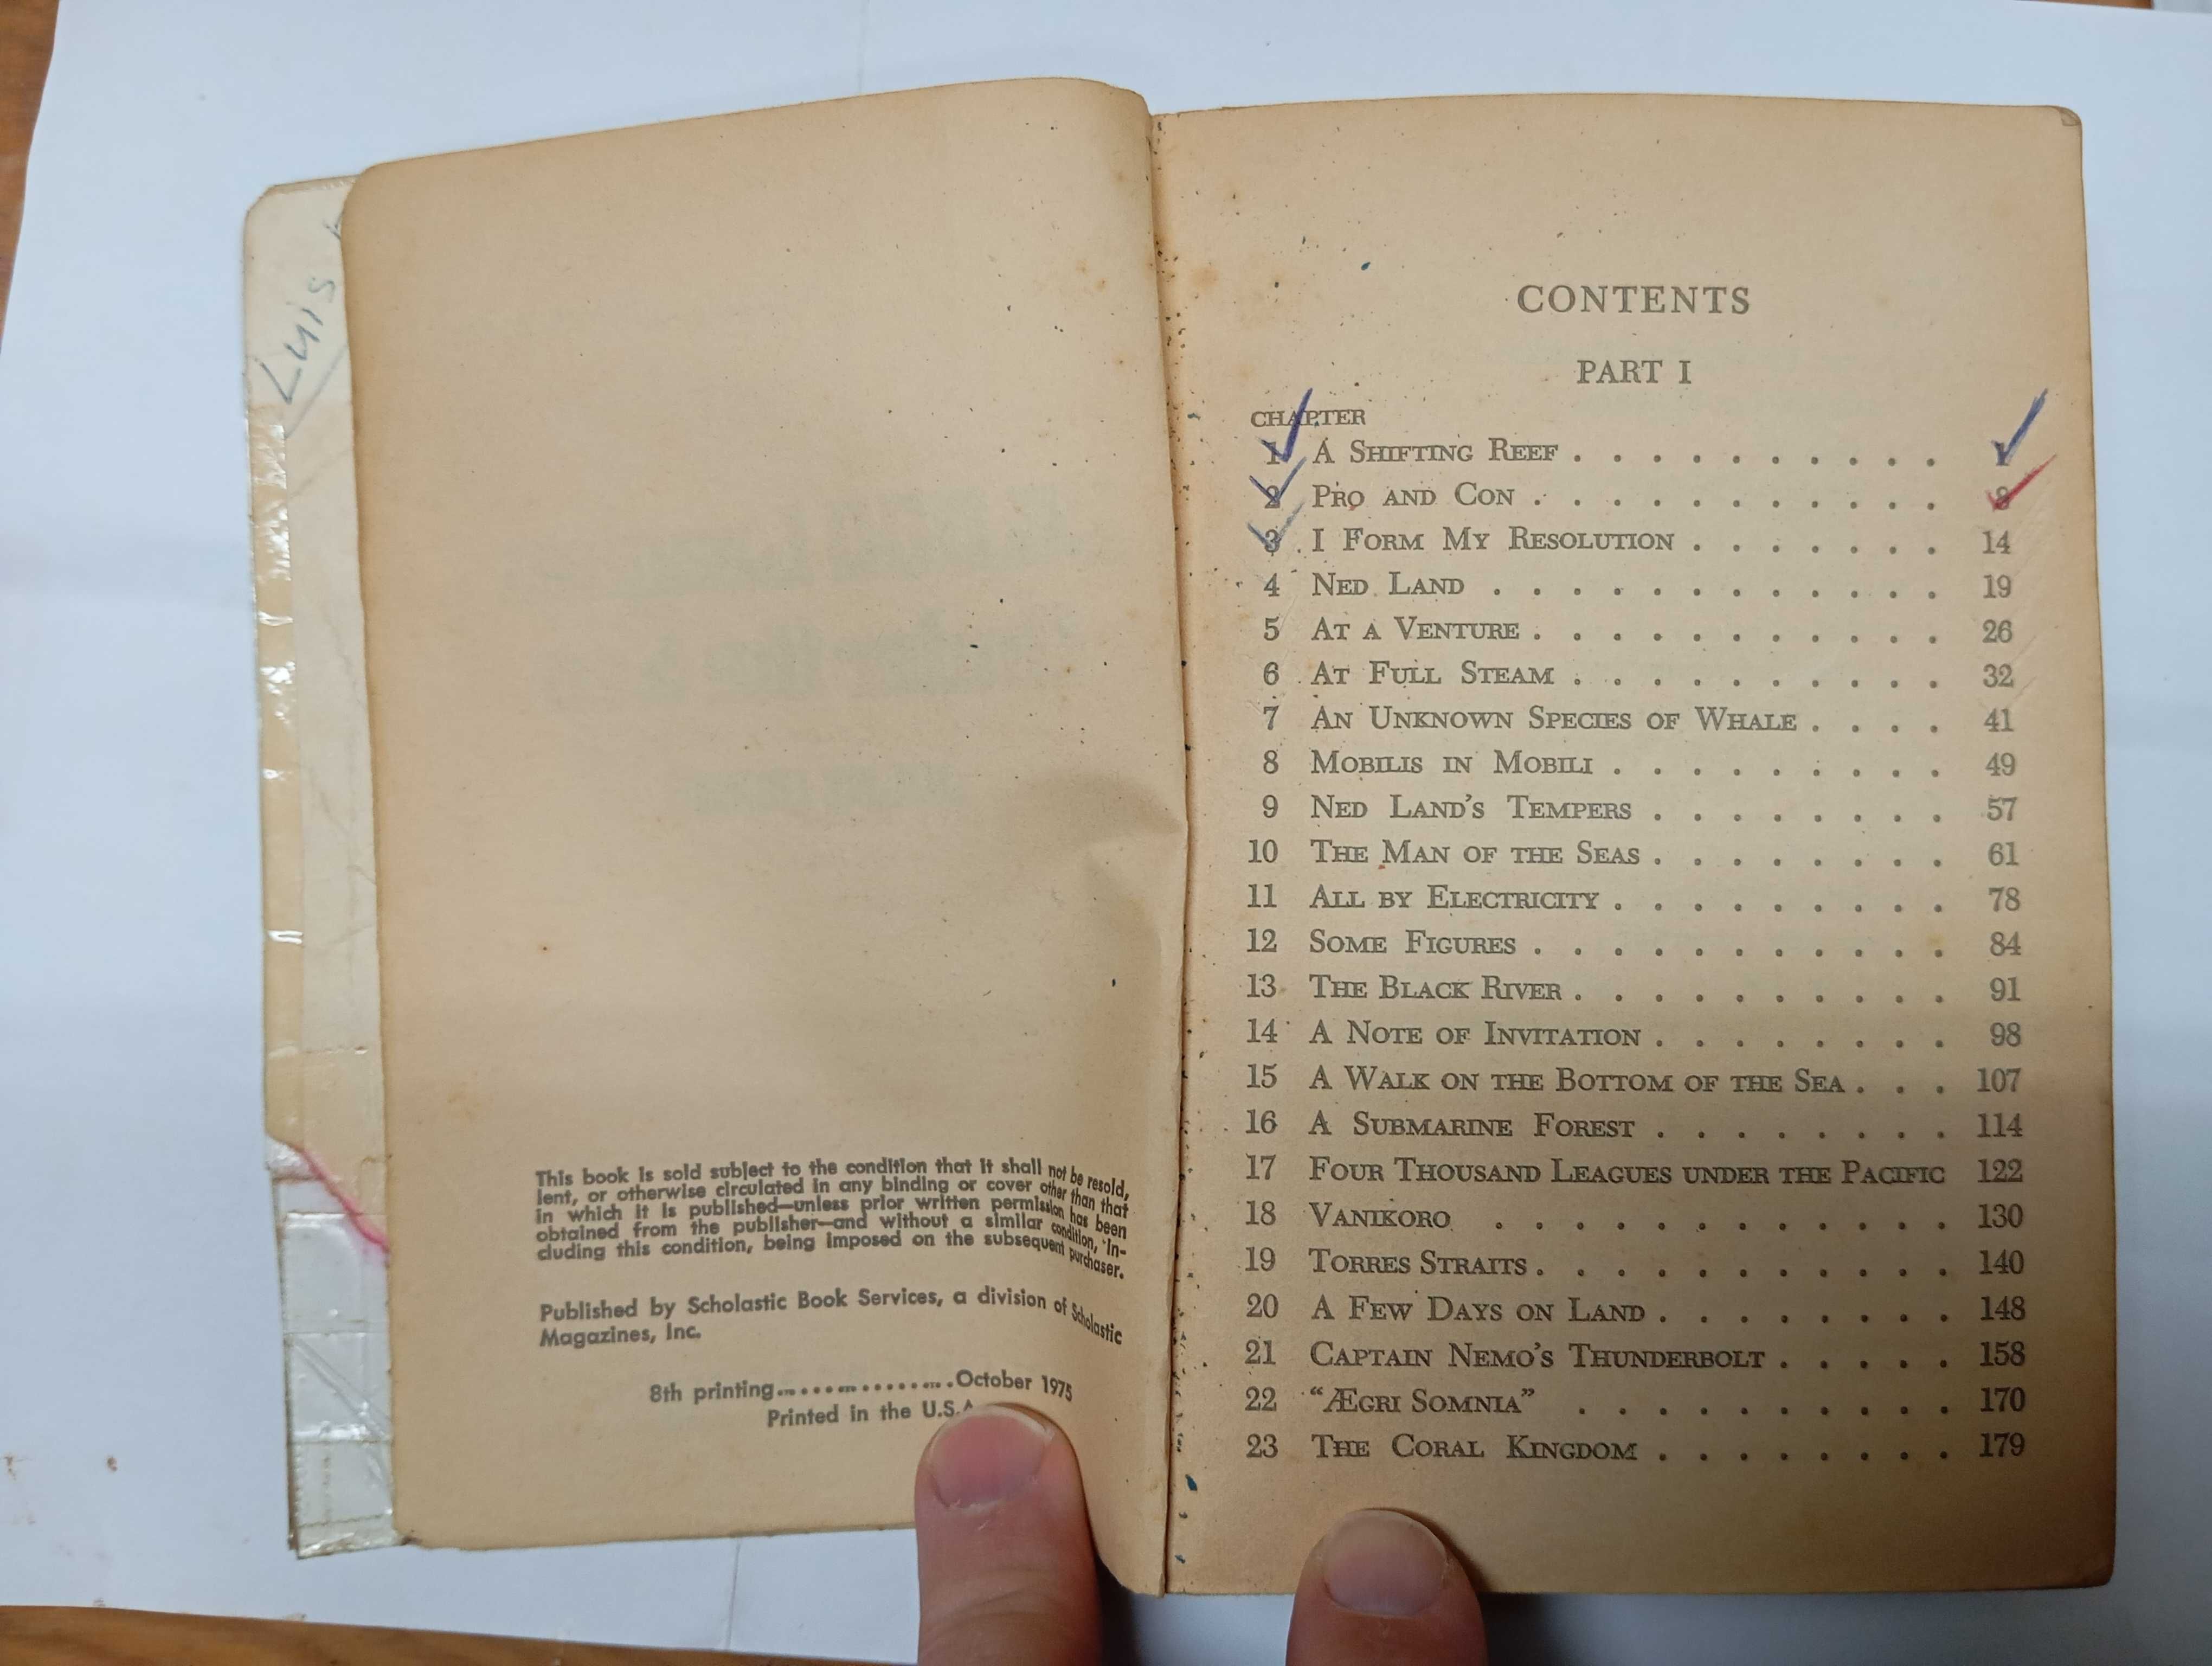 Luis
This book is sold subject to the condition that it shall not be resold,
lent, or otherwise circulated in any binding or cover other than that
in which it is published—unless prior written permission has been
obtained from the publisher—and without a similar condition, in-
cluding this condition, being imposed on the subsequent purchaser.
Published by Scholastic Book Services, a division of Scholastic
Magazines, Inc.
8th printing................October 1975
Printed in the U.S.A
CONTENTS
PART I
CHAPTER
1 A SHIFTING REEF . . . . . . . . . . 1
2 PRO AND CON . . . . . . . . . . . 8
3 I FORM MY RESOLUTION . . . . . . . 14
4 NED LAND . . . . . . . . . . . . 19
5 AT A VENTURE . . . . . . . . . . . 26
6 AT FULL STEAM . . . . . . . . . . 32
7 AN UNKNOWN SPECIES OF WHALE . . . . 41
8 MOBILIS IN MOBILI . . . . . . . . . 49
9 NED LAND'S TEMPERS . . . . . . . . 57
10 THE MAN OF THE SEAS . . . . . . . . 61
11 ALL BY ELECTRICITY . . . . . . . . . 78
12 SOME FIGURES . . . . . . . . . . . 84
13 THE BLACK RIVER . . . . . . . . . . 91
14 A NOTE OF INVITATION . . . . . . . . 98
15 A WALK ON THE BOTTOM OF THE SEA . . . 107
16 A SUBMARINE FOREST . . . . . . . . 114
17 FOUR THOUSAND LEAGUES UNDER THE PACIFIC 122
18 VANIKORO . . . . . . . . . . . . 130
19 TORRES STRAITS . . . . . . . . . . . 140
20 A FEW DAYS ON LAND . . . . . . . . 148
21 CAPTAIN NEMO'S THUNDERBOLT . . . . . 158
22 "ÆGRI SOMNIA" . . . . . . . . . . 170
23 THE CORAL KINGDOM . . . . . . . . 179